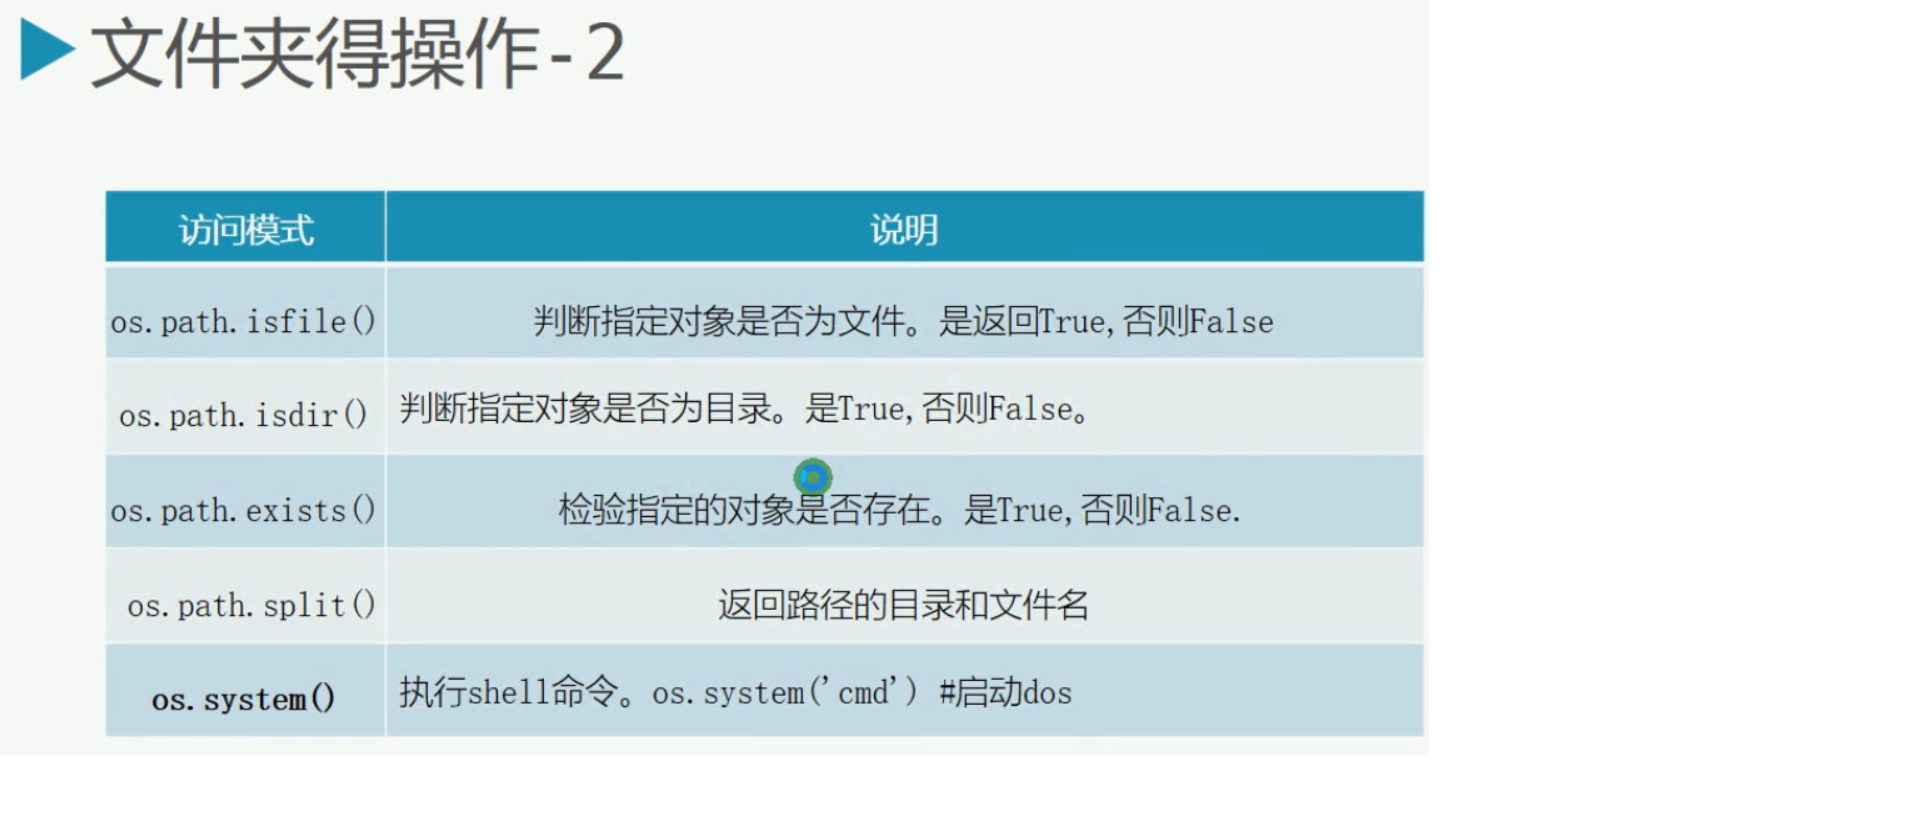 文件夹得操作-2
访问模式 说明
os.path.isfile() 判断指定对象是否为文件。是返回True,否则False
os.path.isdir() 判断指定对象是否为目录。是True,否则False。
os.path.exists() 检验指定的对象是否存在。是True,否则False.
os.path.split() 返回路径的目录和文件名
os.system() 执行shell命令。os.system('cmd') #启动dos